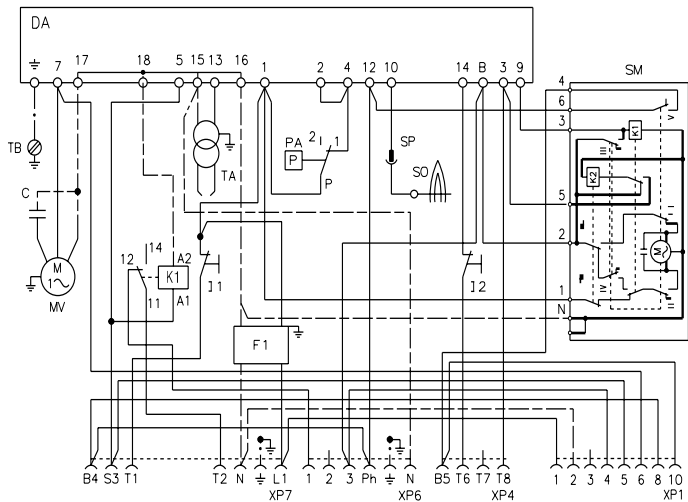 DA
SM
7 17 18 5 15 13 16 1 2 4 12 10 14 B 3 9
4
6
3
5
2
1
N
TB
C
M
1~
MV
TA
PA
P
2 1
P
SP
SO
K1
K2
M
I
II
III
IV
V
14
12
11
A2
K1
A1
I1
I2
F1
B4 S3 T1 T2 N L1 1 2 3 Ph N B5 T6 T7 T8 1 2 3 4 5 6 8 10
XP7 XP6 XP4 XP1